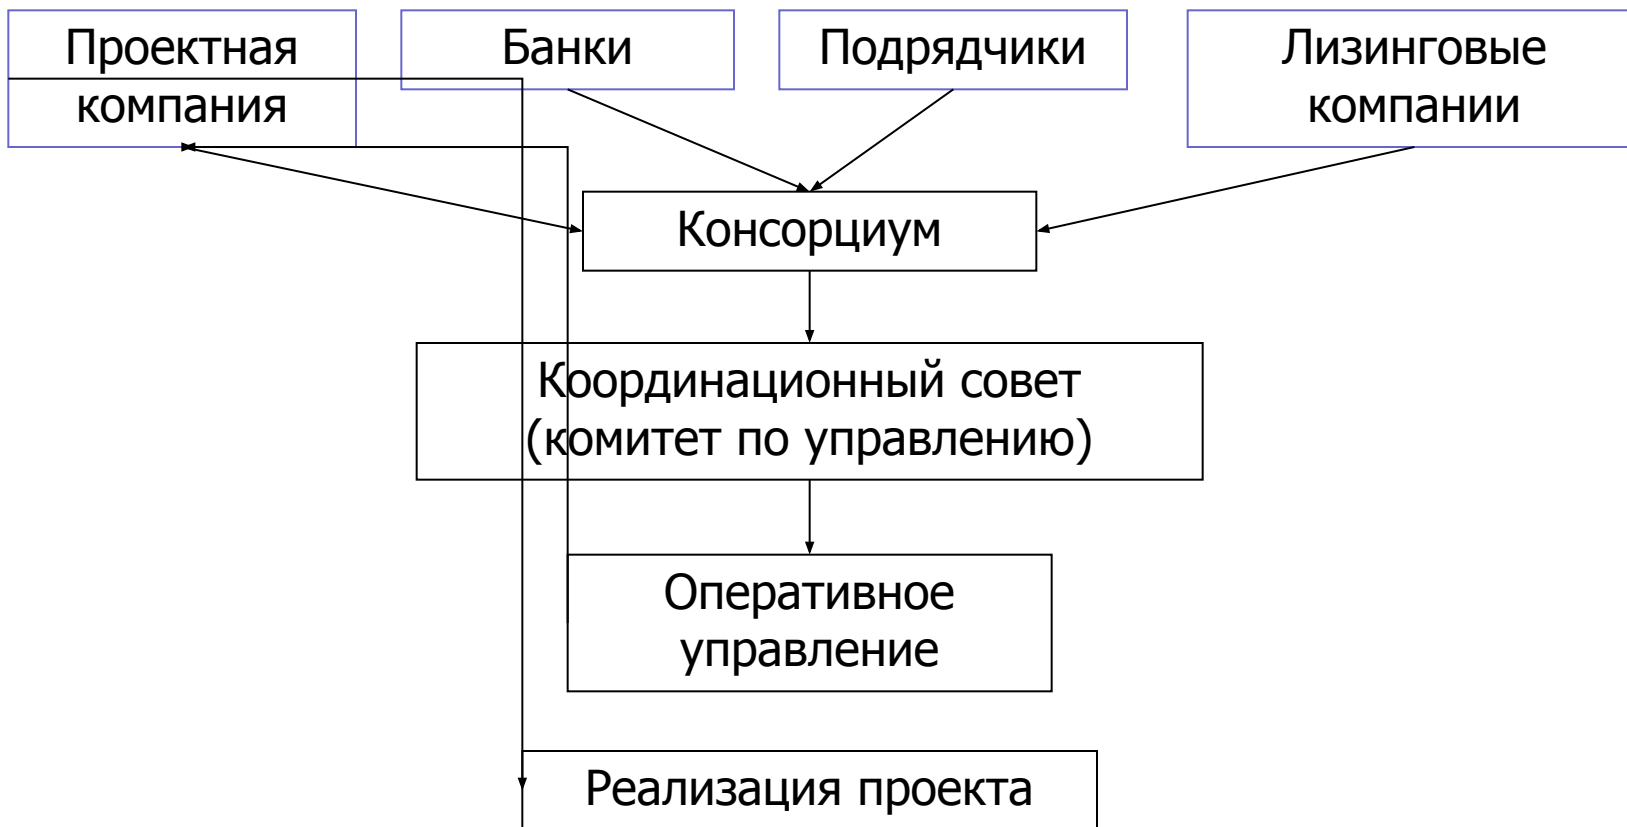 Проектная
компания
Банки
Подрядчики
Лизинговые
компании
Консорциум
Координационный совет
(комитет по управлению)
Оперативное
управление
Реализация проекта